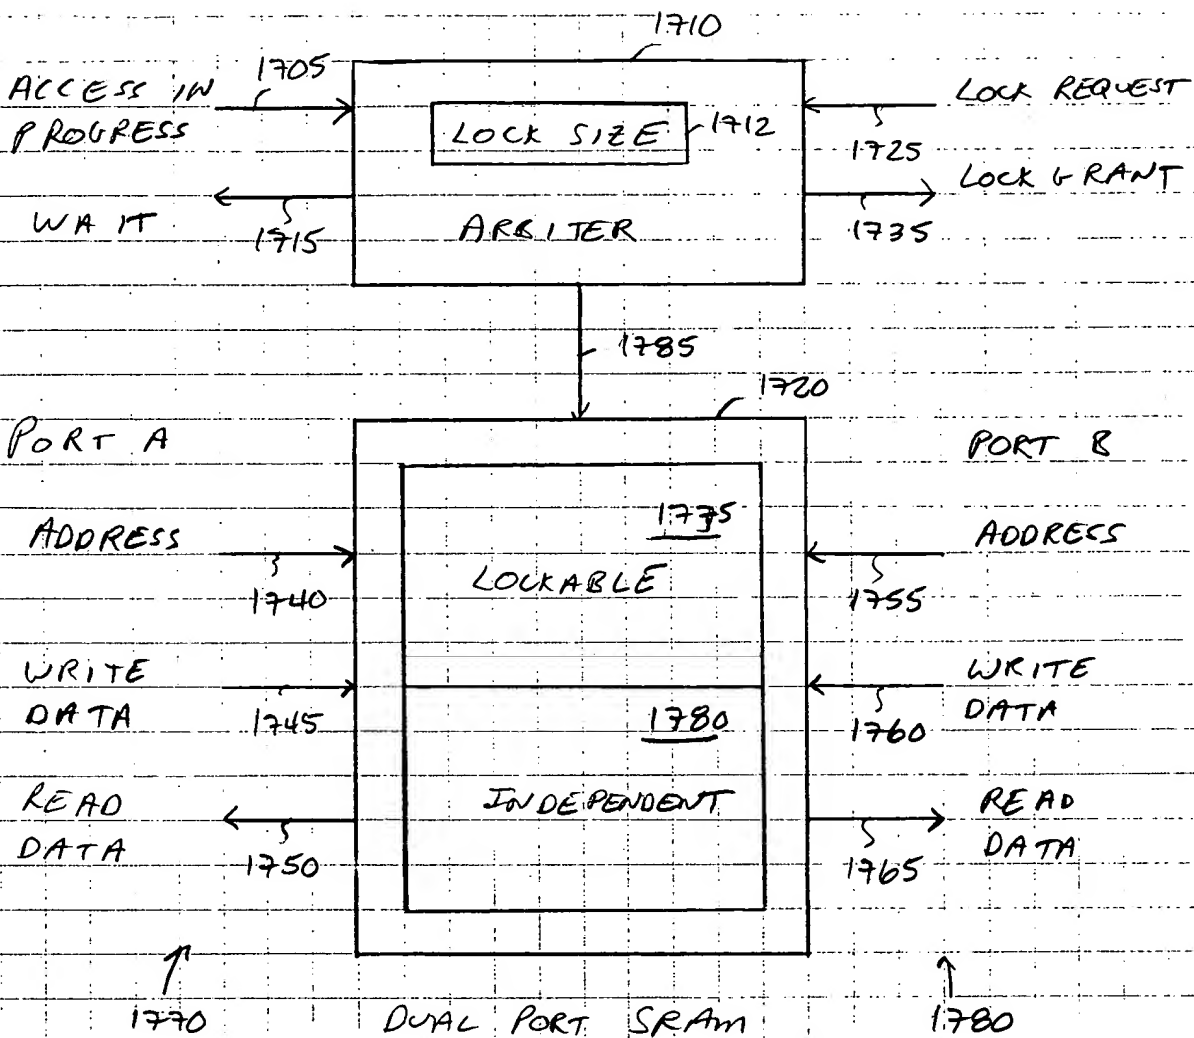 1710
ACCESS IN
PROGRESS
1705
LOCK SIZE
1712
LOCK REQUEST
1725
WAIT
1715
ARBITER
LOCK GRANT
1735
1785
1720
PORT A
PORT B
1775
LOCKABLE
ADDRESS
1740
ADDRESS
1755
WRITE
DATA
1745
WRITE
DATA
1760
1780
INDEPENDENT
READ
DATA
1750
READ
DATA
1765
1770
DUAL PORT SRAM
1780